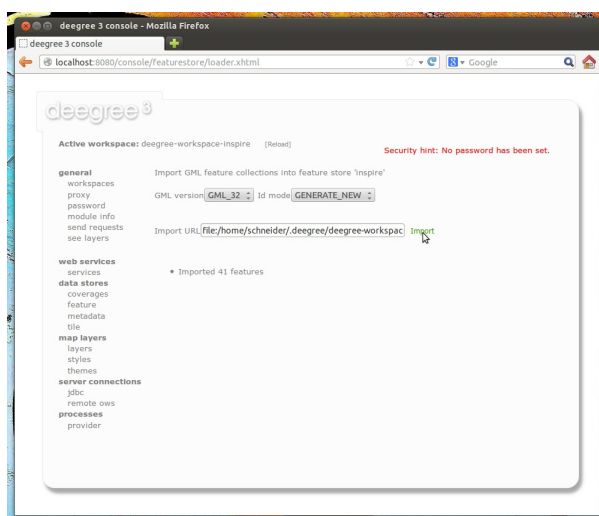 deegree 3 console - Mozilla Firefox
deegree 3 console
localhost:8080/console/featurestore/loader.xhtml
Google
deegree 3
Active workspace: deegree-workspace-inspire [Reload]
Security hint: No password has been set.
general
workspaces
proxy
password
module info
send requests
see layers
web services
services
data stores
coverages
feature
metadata
tile
map layers
layers
styles
themes
server connections
jdbc
remote ows
processes
provider
Import GML feature collections into feature store 'inspire'
GML version GML_32 Id mode GENERATE_NEW
Import URL file:/home/schneider/.deegree/deegree-workspac Import
• Imported 41 features